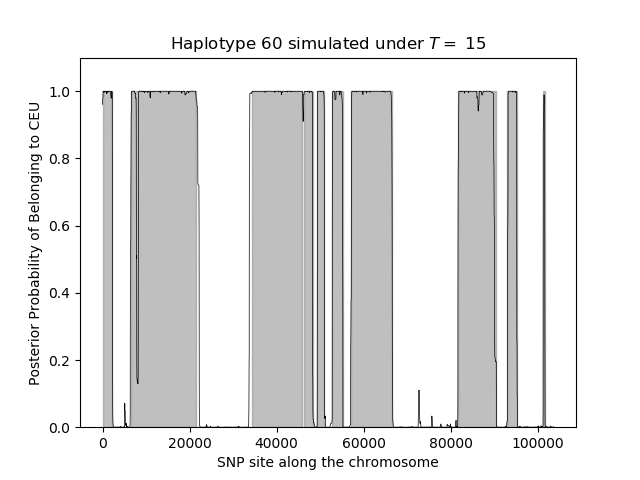 Haplotype 60 simulated under T = 15
Posterior Probability of Belonging to CEU
1.0
0.8
0.6
0.4
0.2
0.0
0 20000 40000 60000 80000 100000
SNP site along the chromosome